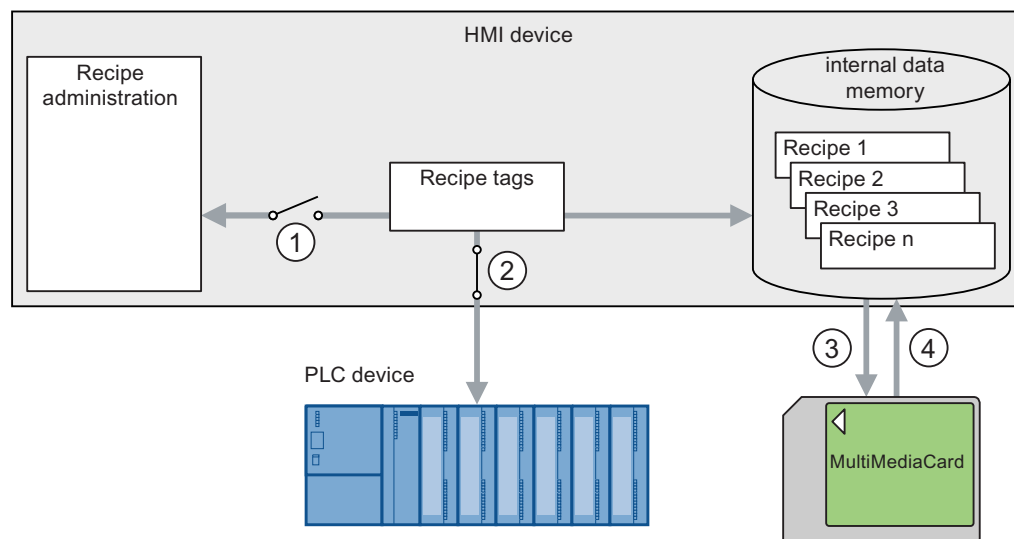 HMI device
Recipe
administration
internal data
memory
Recipe 1
Recipe 2
Recipe 3
Recipe n
Recipe tags
1
2
3
4
PLC device
MultiMediaCard